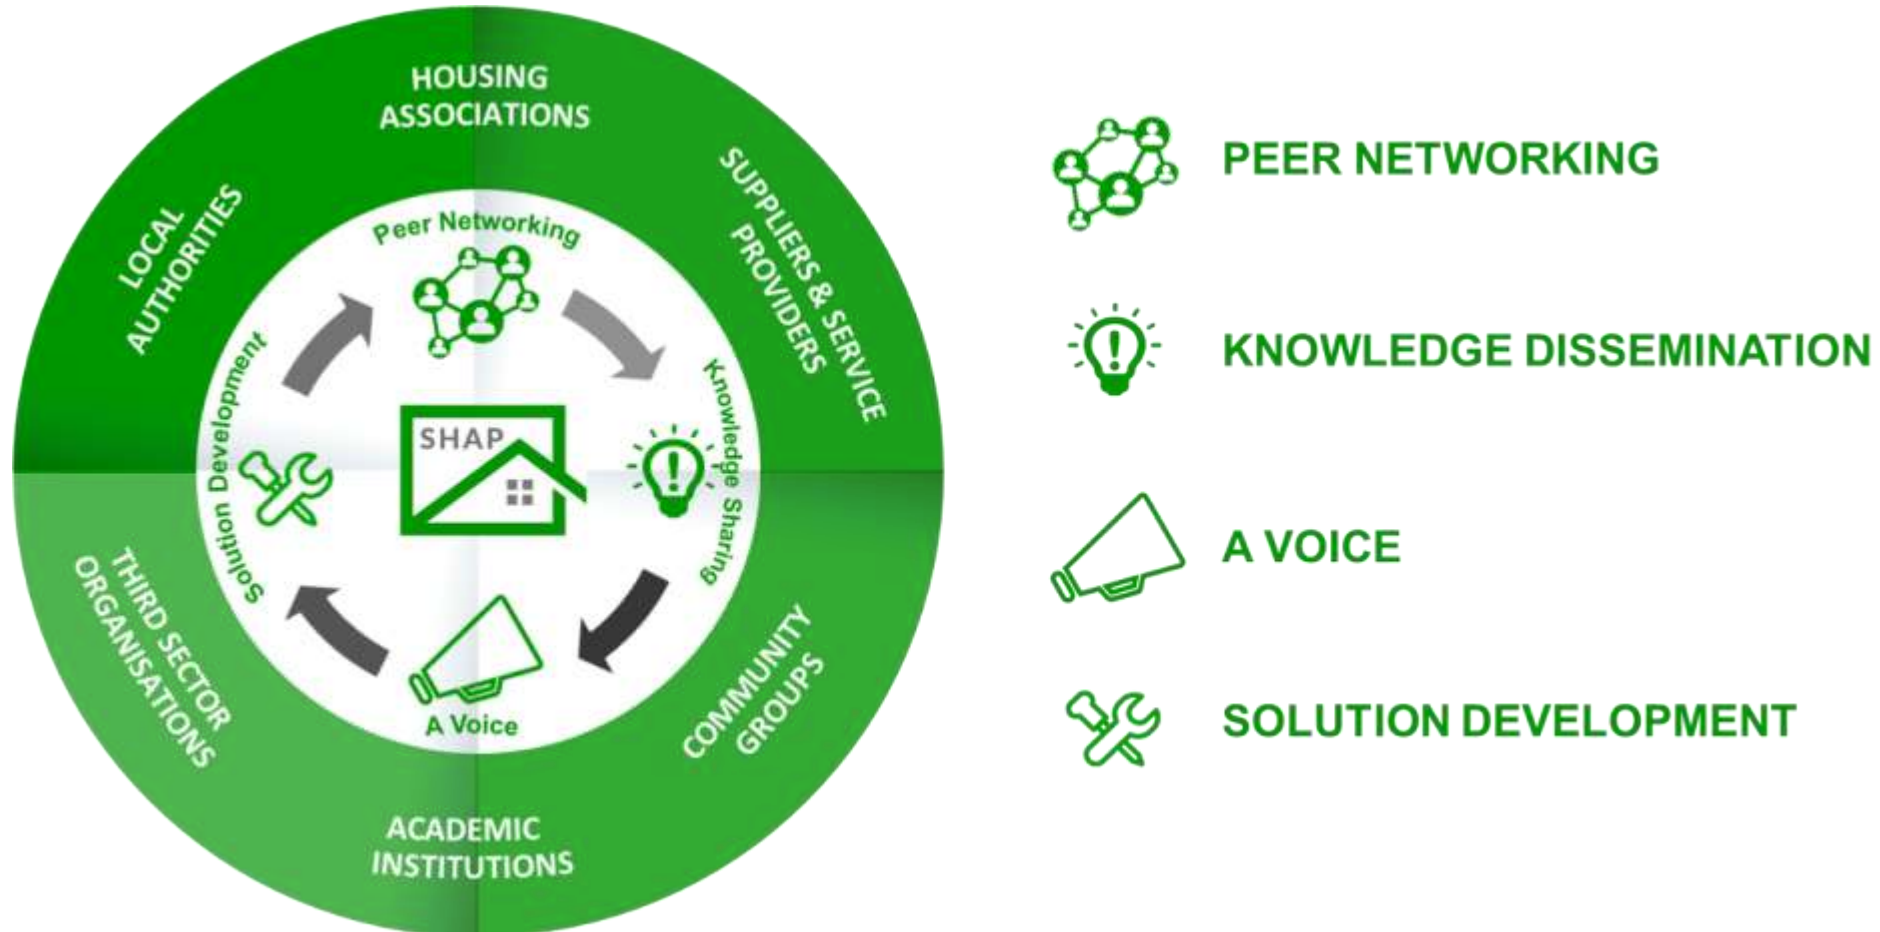 HOUSING
ASSOCIATIONS
SUPPLIERS & SERVICE
PROVIDERS
COMMUNITY
GROUPS
ACADEMIC
INSTITUTIONS
THIRD SECTOR
ORGANISATIONS
LOCAL
AUTHORITIES
Peer Networking
Knowledge Sharing
A Voice
Solution Development
SHAP
PEER NETWORKING
KNOWLEDGE DISSEMINATION
A VOICE
SOLUTION DEVELOPMENT